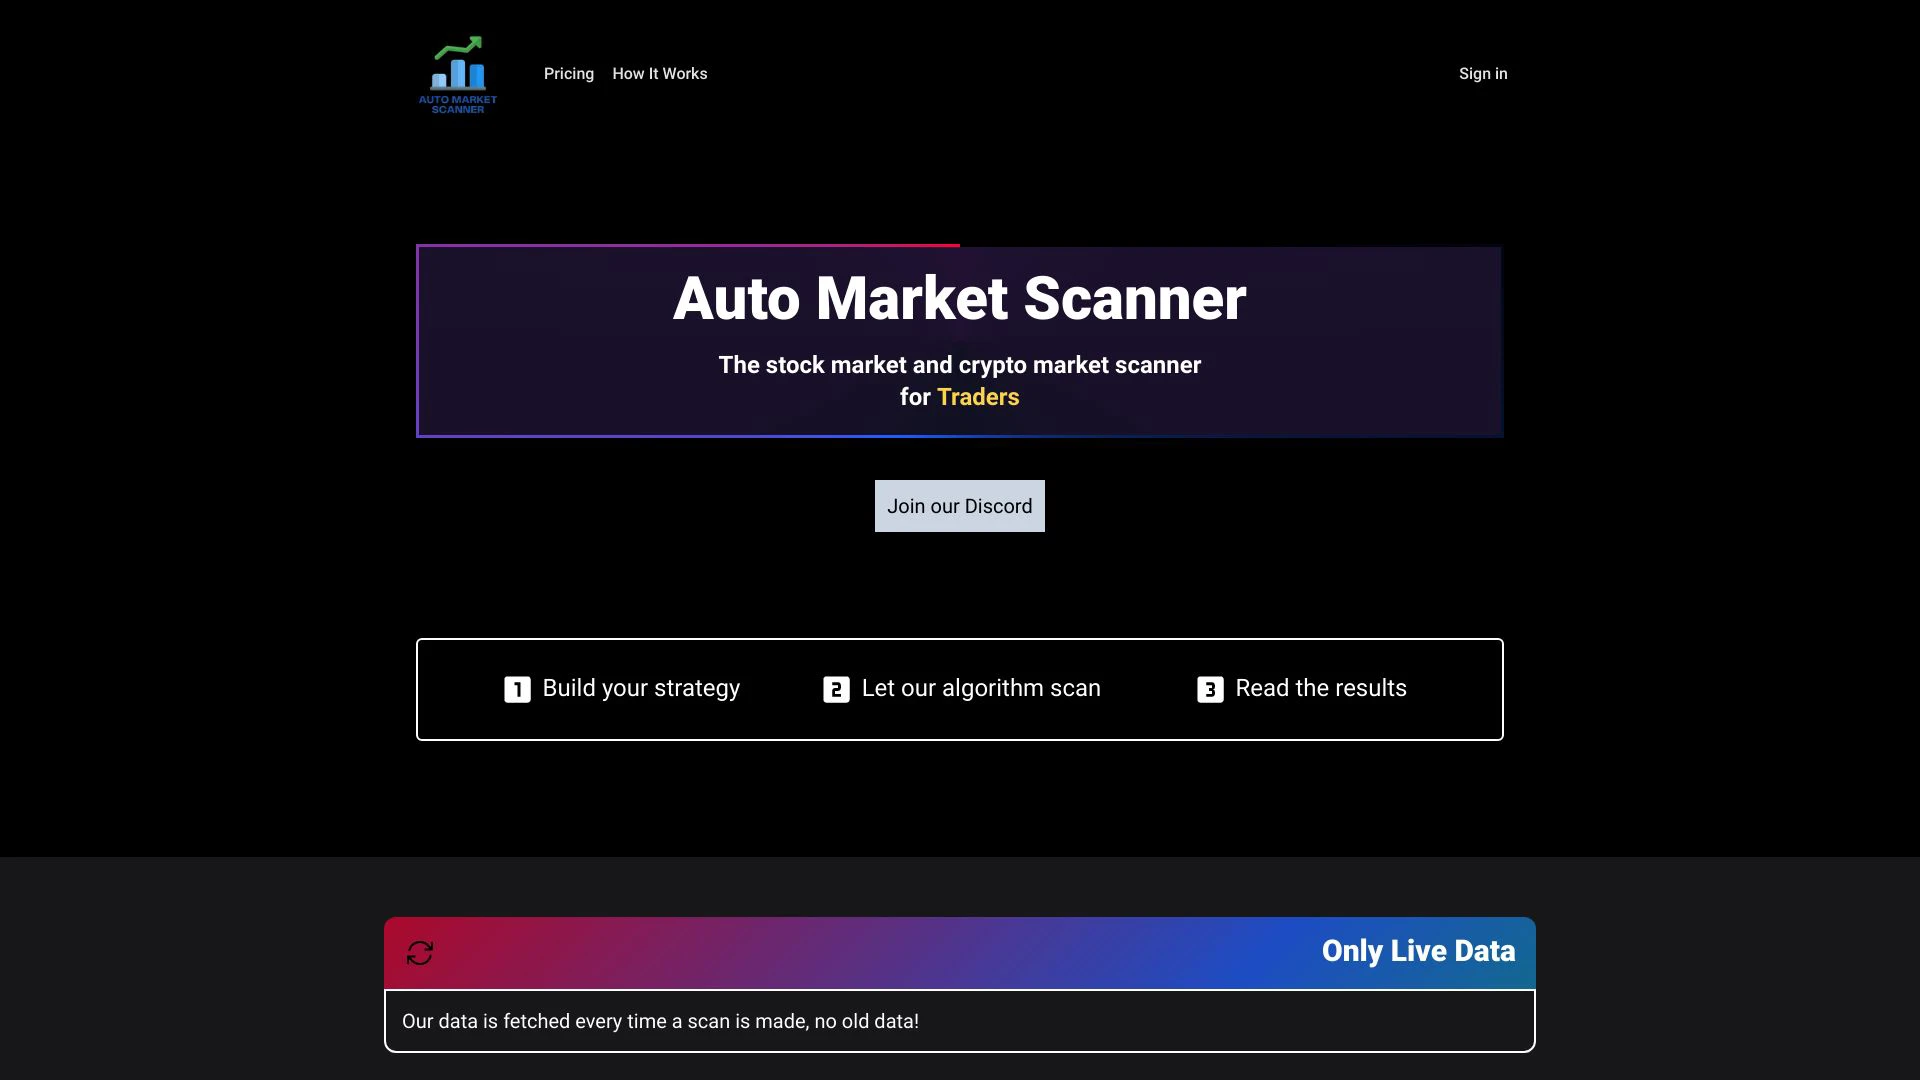 AUTO MARKET
SCANNER
Pricing
How It Works
Sign in
Auto Market Scanner
The stock market and crypto market scanner
for Traders
Join our Discord
1 Build your strategy
2 Let our algorithm scan
3 Read the results
Only Live Data
Our data is fetched every time a scan is made, no old data!